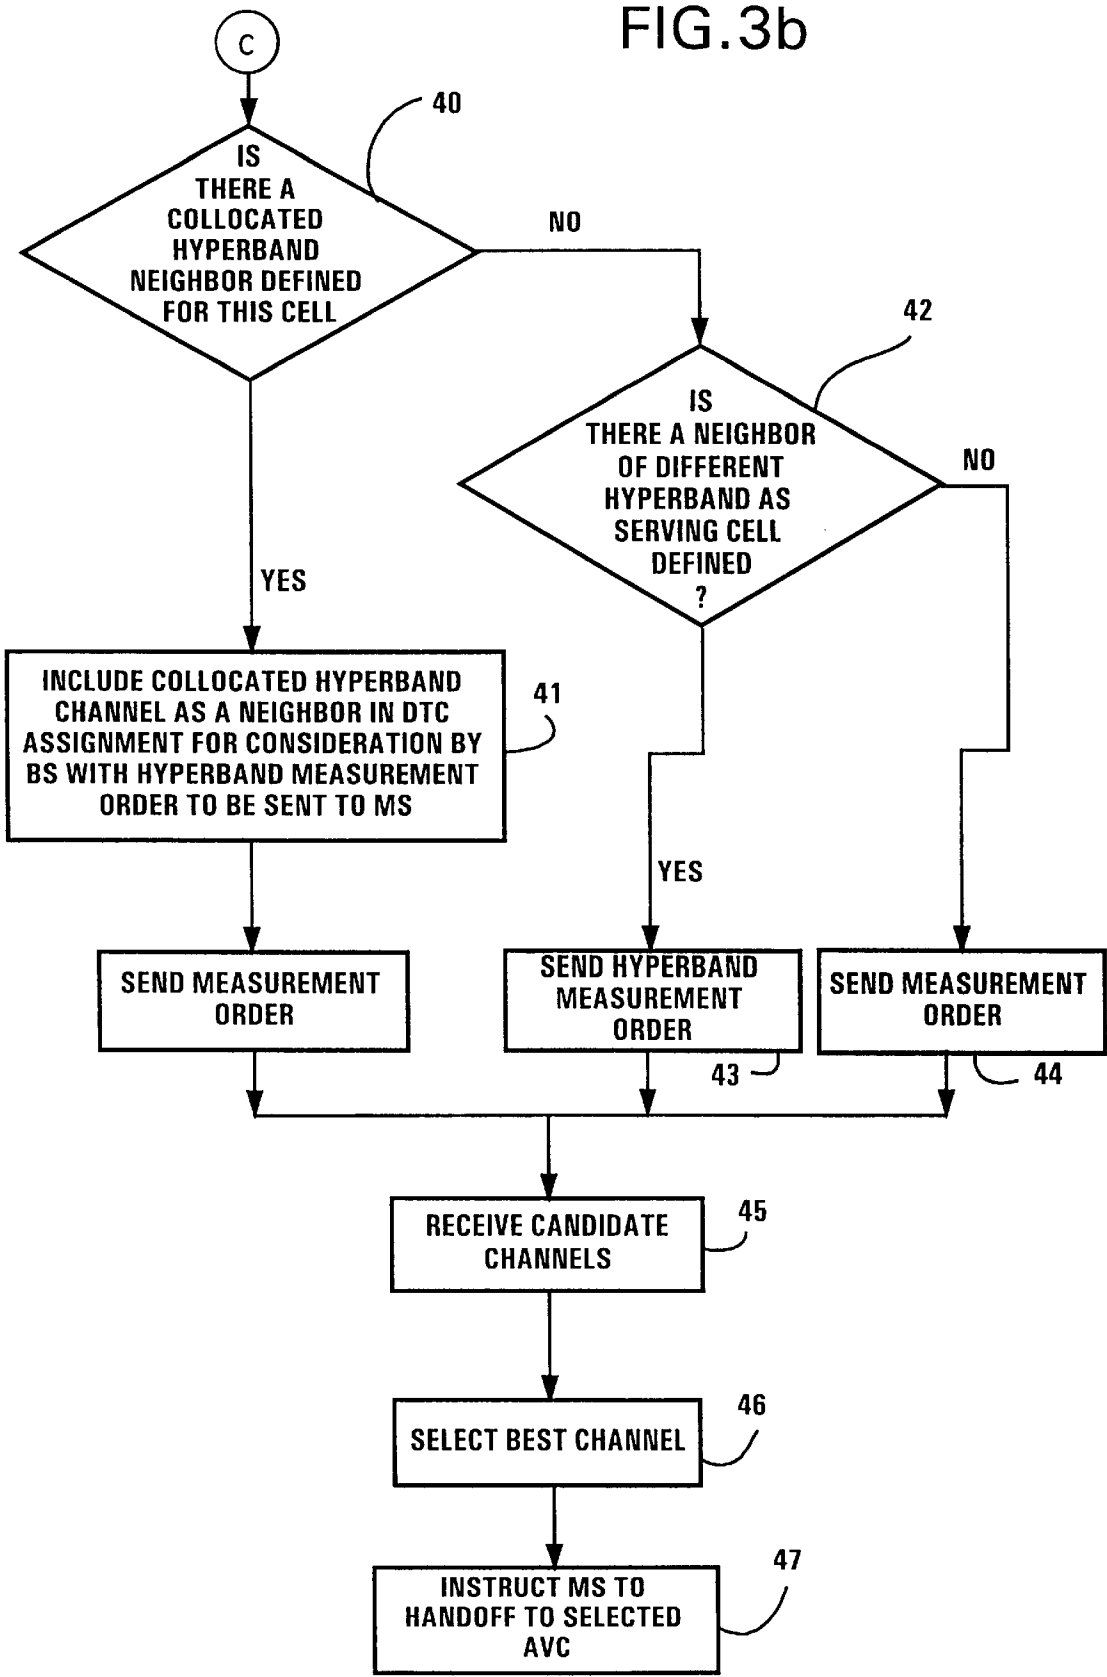 FIG.3b
C
40
IS
THERE A
COLLOCATED
HYPERBAND
NEIGHBOR DEFINED
FOR THIS CELL
NO
42
IS
THERE A NEIGHBOR
OF DIFFERENT
HYPERBAND AS
SERVING CELL
DEFINED
?
NO
YES
INCLUDE COLLOCATED HYPERBAND
CHANNEL AS A NEIGHBOR IN DTC
ASSIGNMENT FOR CONSIDERATION BY
BS WITH HYPERBAND MEASUREMENT
ORDER TO BE SENT TO MS
41
YES
SEND MEASUREMENT
ORDER
SEND HYPERBAND
MEASUREMENT
ORDER
43
SEND MEASUREMENT
ORDER
44
RECEIVE CANDIDATE
CHANNELS
45
SELECT BEST CHANNEL
46
INSTRUCT MS TO
HANDOFF TO SELECTED
AVC
47